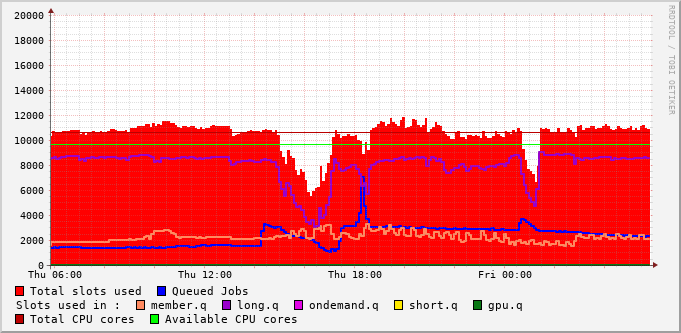 RRDTOOL / TOBI OETIKER
20000
18000
16000
14000
12000
10000
8000
6000
4000
2000
0
Thu 06:00 Thu 12:00 Thu 18:00 Fri 00:00
Total slots used Queued Jobs
Slots used in : member.q long.q ondemand.q short.q gpu.q
Total CPU cores Available CPU cores